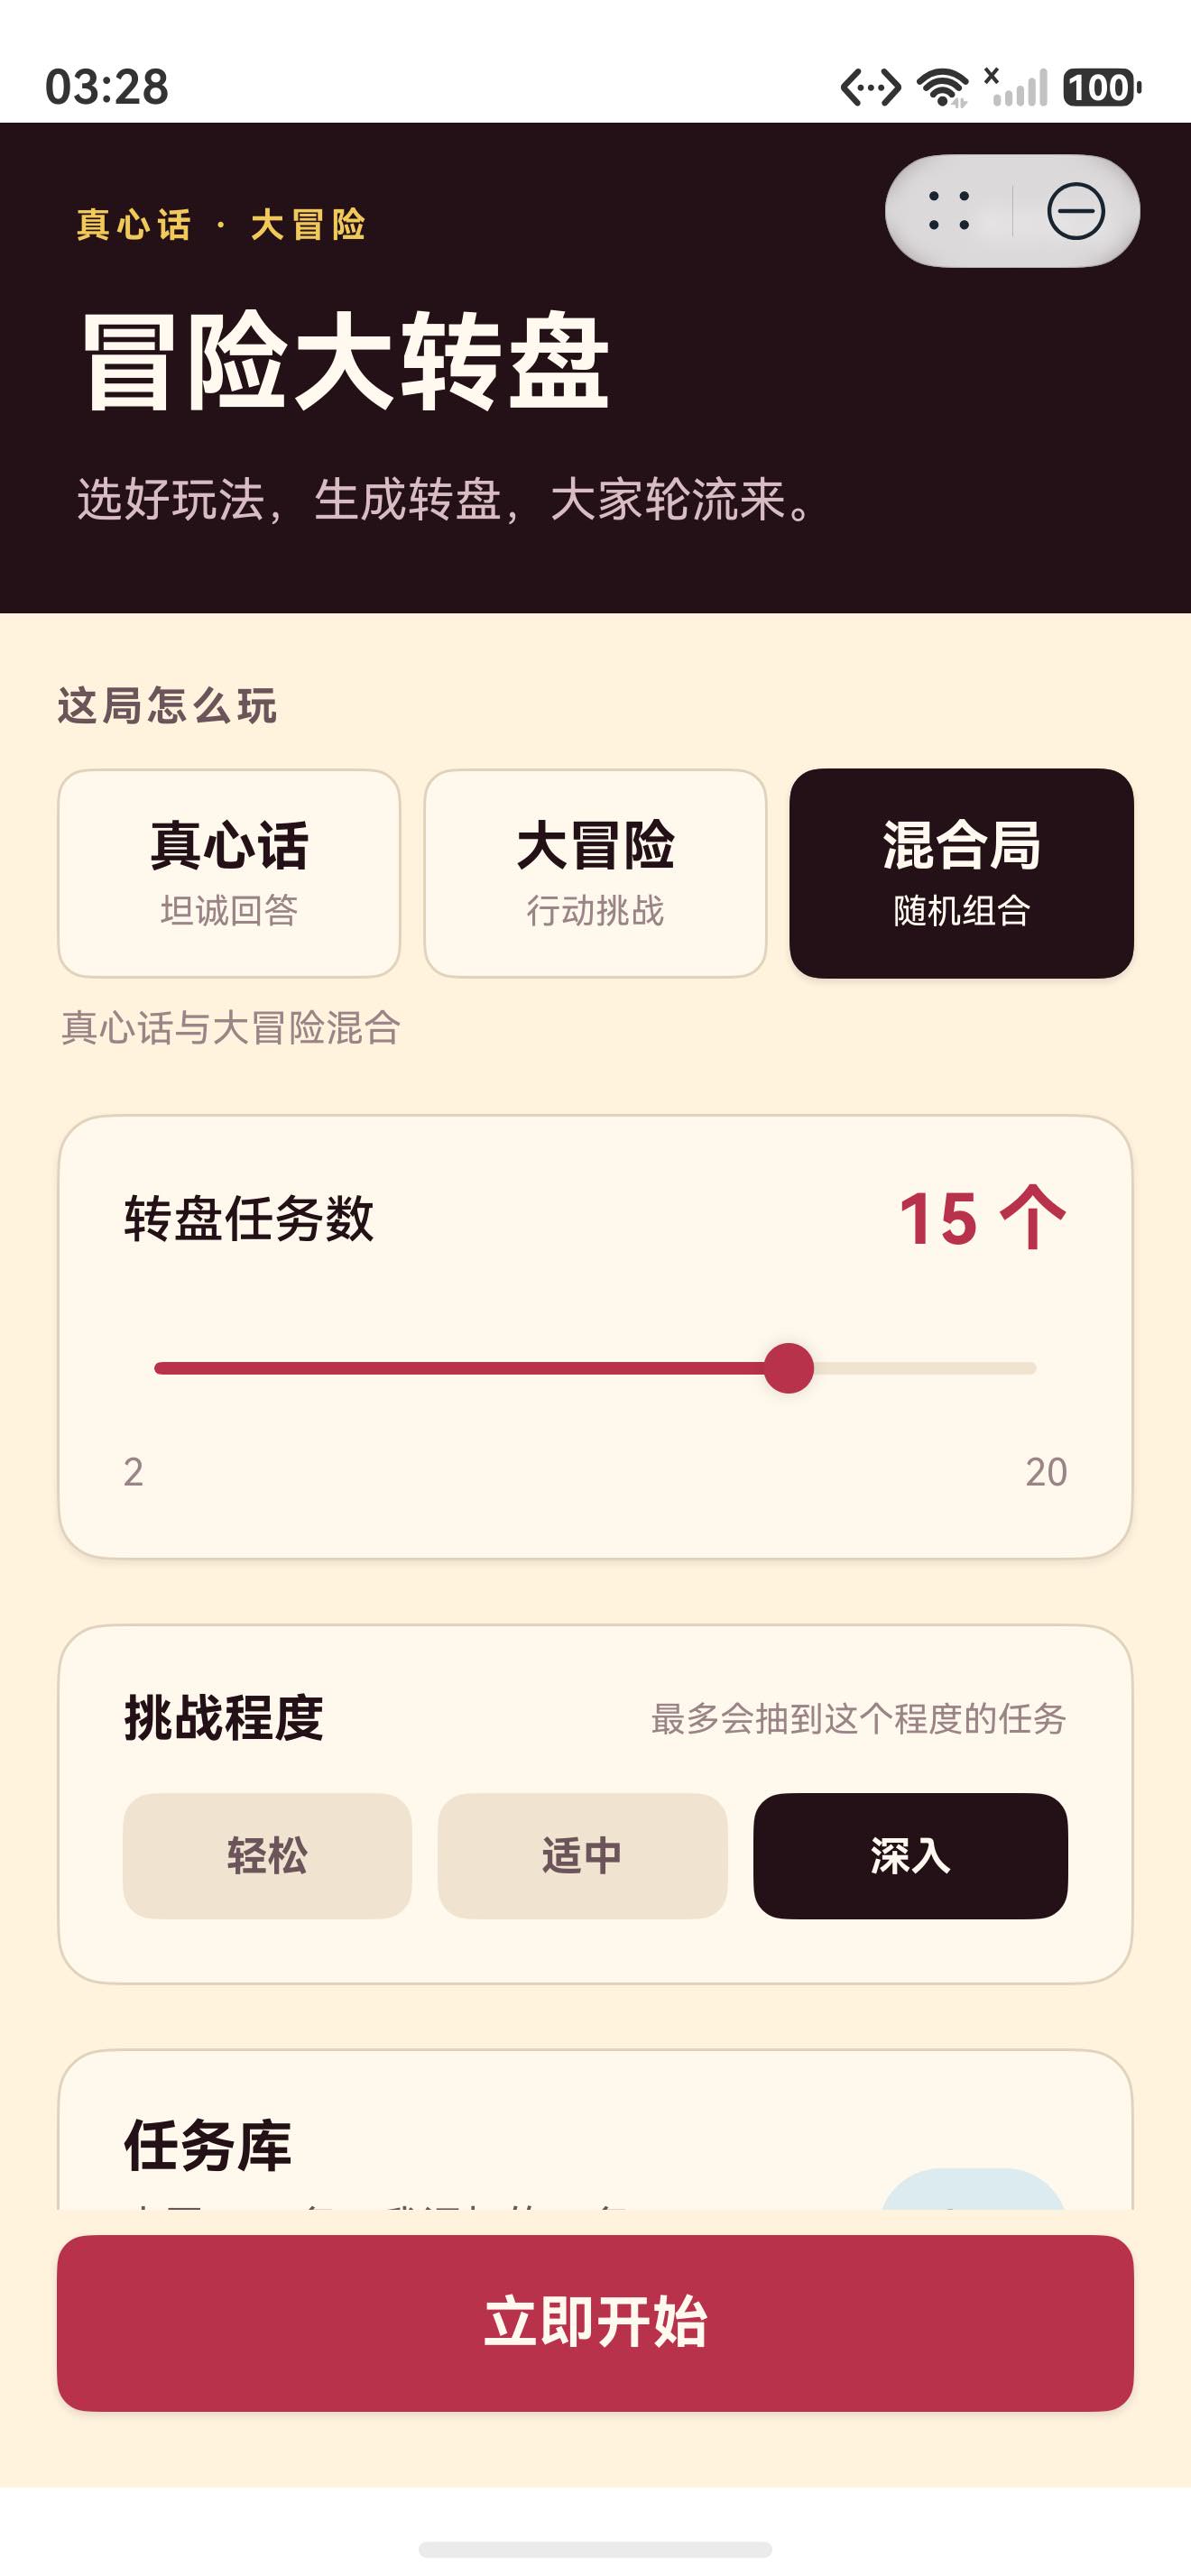 03:28
100
真心话 · 大冒险
冒险大转盘
选好玩法，生成转盘，大家轮流来。
这局怎么玩
真心话
坦诚回答
大冒险
行动挑战
混合局
随机组合
真心话与大冒险混合
转盘任务数
15 个
2
20
挑战程度
最多会抽到这个程度的任务
轻松
适中
深入
任务库
立即开始